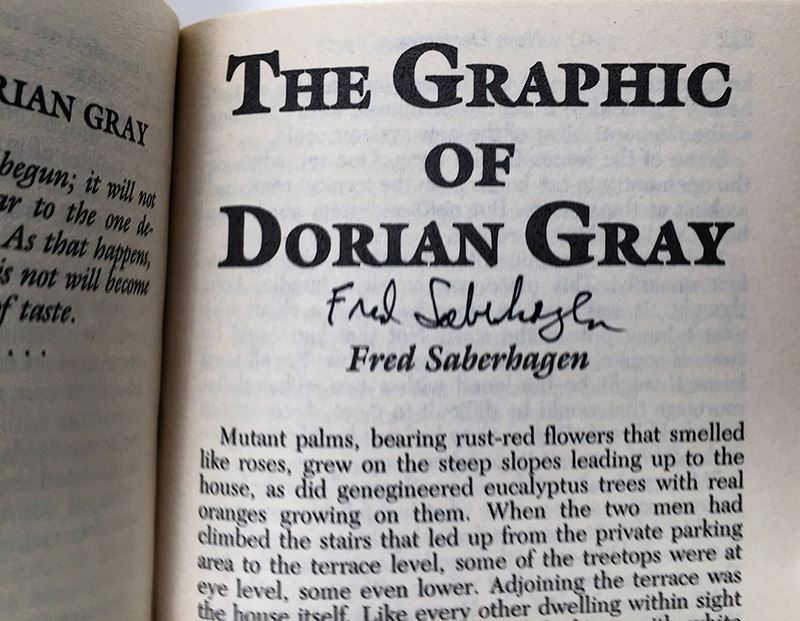 RIAN GRAY
begun; it will not
ar to the one de-
As that happens,
is not will become
f taste.
. . .
THE GRAPHIC
OF
DORIAN GRAY
Fred Saberhagen
Fred Saberhagen
Mutant palms, bearing rust-red flowers that smelled
like roses, grew on the steep slopes leading up to the
house, as did genegineered eucalyptus trees with real
oranges growing on them. When the two men had
climbed the stairs that led up from the private parking
area to the terrace level, some of the treetops were at
eye level, some even lower. Adjoining the terrace was
the house itself. Like every other dwelling within sight